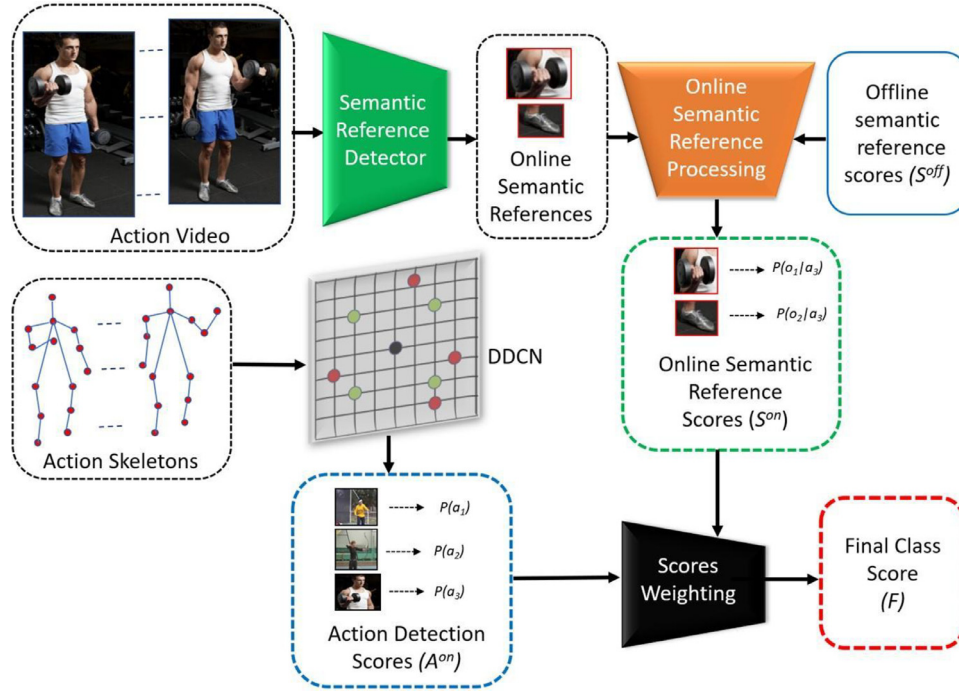 Action Video
Semantic
Reference
Detector
Online
Semantic
References
Online
Semantic
Reference
Processing
Offline
semantic
reference
scores (S^off)
Action Skeletons
DDCN
P(o₁|a₃)
P(o₂|a₃)
Online Semantic
Reference
Scores (S^on)
P(a₁)
P(a₂)
P(a₃)
Action Detection
Scores (A^on)
Scores
Weighting
Final Class
Score
(F)